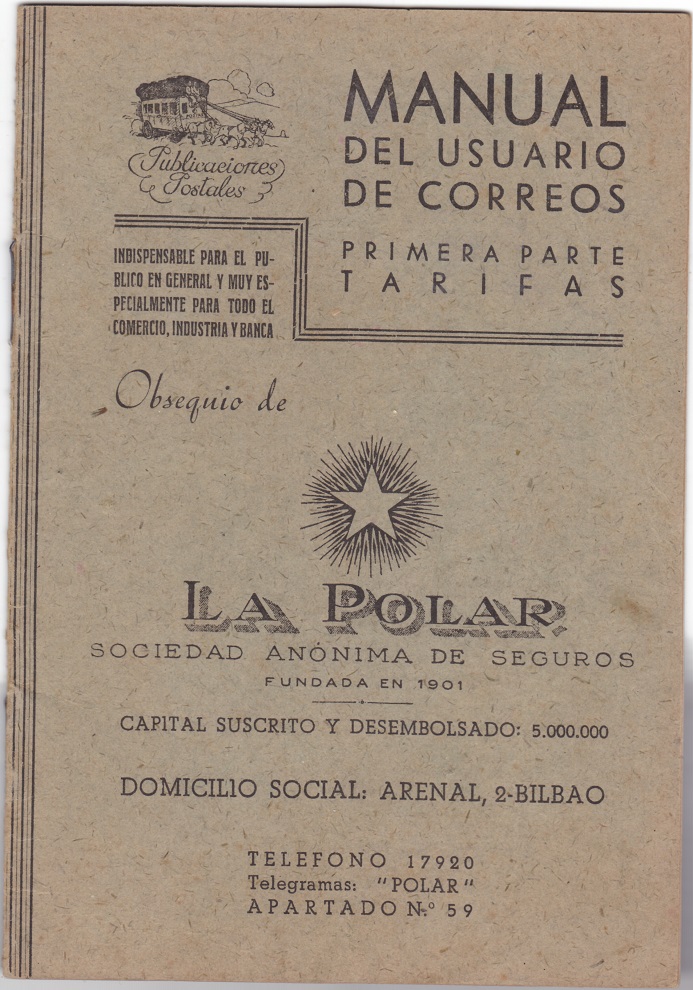 Publicaciones
Postales
MANUAL
DEL USUARIO
DE CORREOS
PRIMERA PARTE
TARIFAS
INDISPENSABLE PARA EL PU-
BLICO EN GENERAL Y MUY ES-
PECIALMENTE PARA TODO EL
COMERCIO, INDUSTRIA Y BANCA
Obsequio de
LA POLAR
SOCIEDAD ANÓNIMA DE SEGUROS
FUNDADA EN 1901
CAPITAL SUSCRITO Y DESEMBOLSADO: 5.000.000
DOMICILIO SOCIAL: ARENAL, 2-BILBAO
TELEFONO 17920
Telegramas: "POLAR"
APARTADO N.º 59